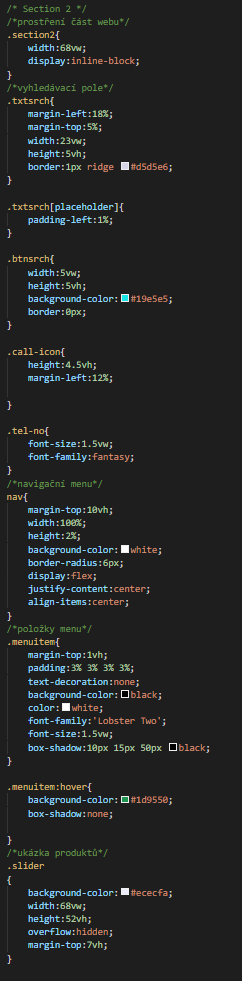 /* Section 2 */
/*prostření část webu*/
.section2{
    width:68vw;
    display:inline-block;
}
/*vyhledávací pole*/
.txtsrch{
    margin-left:18%;
    margin-top:5%;
    width:23vw;
    height:5vh;
    border:1px ridge #d5d5e6;
}

.txtsrch[placeholder]{
    padding-left:1%;
}

.btnsrch{
    width:5vw;
    height:5vh;
    background-color:#19e5e5;
    border:0px;
}

.call-icon{
    height:4.5vh;
    margin-left:12%;

}

.tel-no{
    font-size:1.5vw;
    font-family:fantasy;
}
/*navigační menu*/
nav{
    margin-top:10vh;
    width:100%;
    height:2%;
    background-color:white;
    border-radius:6px;
    display:flex;
    justify-content:center;
    align-items:center;
}
/*položky menu*/
.menuitem{
    margin-top:1vh;
    padding:3% 3% 3% 3%;
    text-decoration:none;
    background-color:black;
    color:white;
    font-family:'Lobster Two';
    font-size:1.5vw;
    box-shadow:10px 15px 50px black;
}

.menuitem:hover{
    background-color:#1d9550;
    box-shadow:none;

}
/*ukázka produktů*/
.slider
{
    background-color:#ececfa;
    width:68vw;
    height:52vh;
    overflow:hidden;
    margin-top:7vh;
}